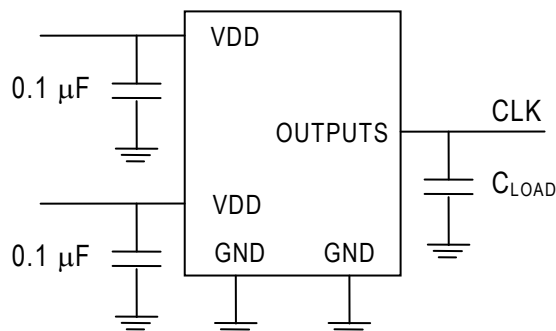 VDD
0.1 μF
CLK
OUTPUTS
CLOAD
VDD
0.1 μF
GND GND